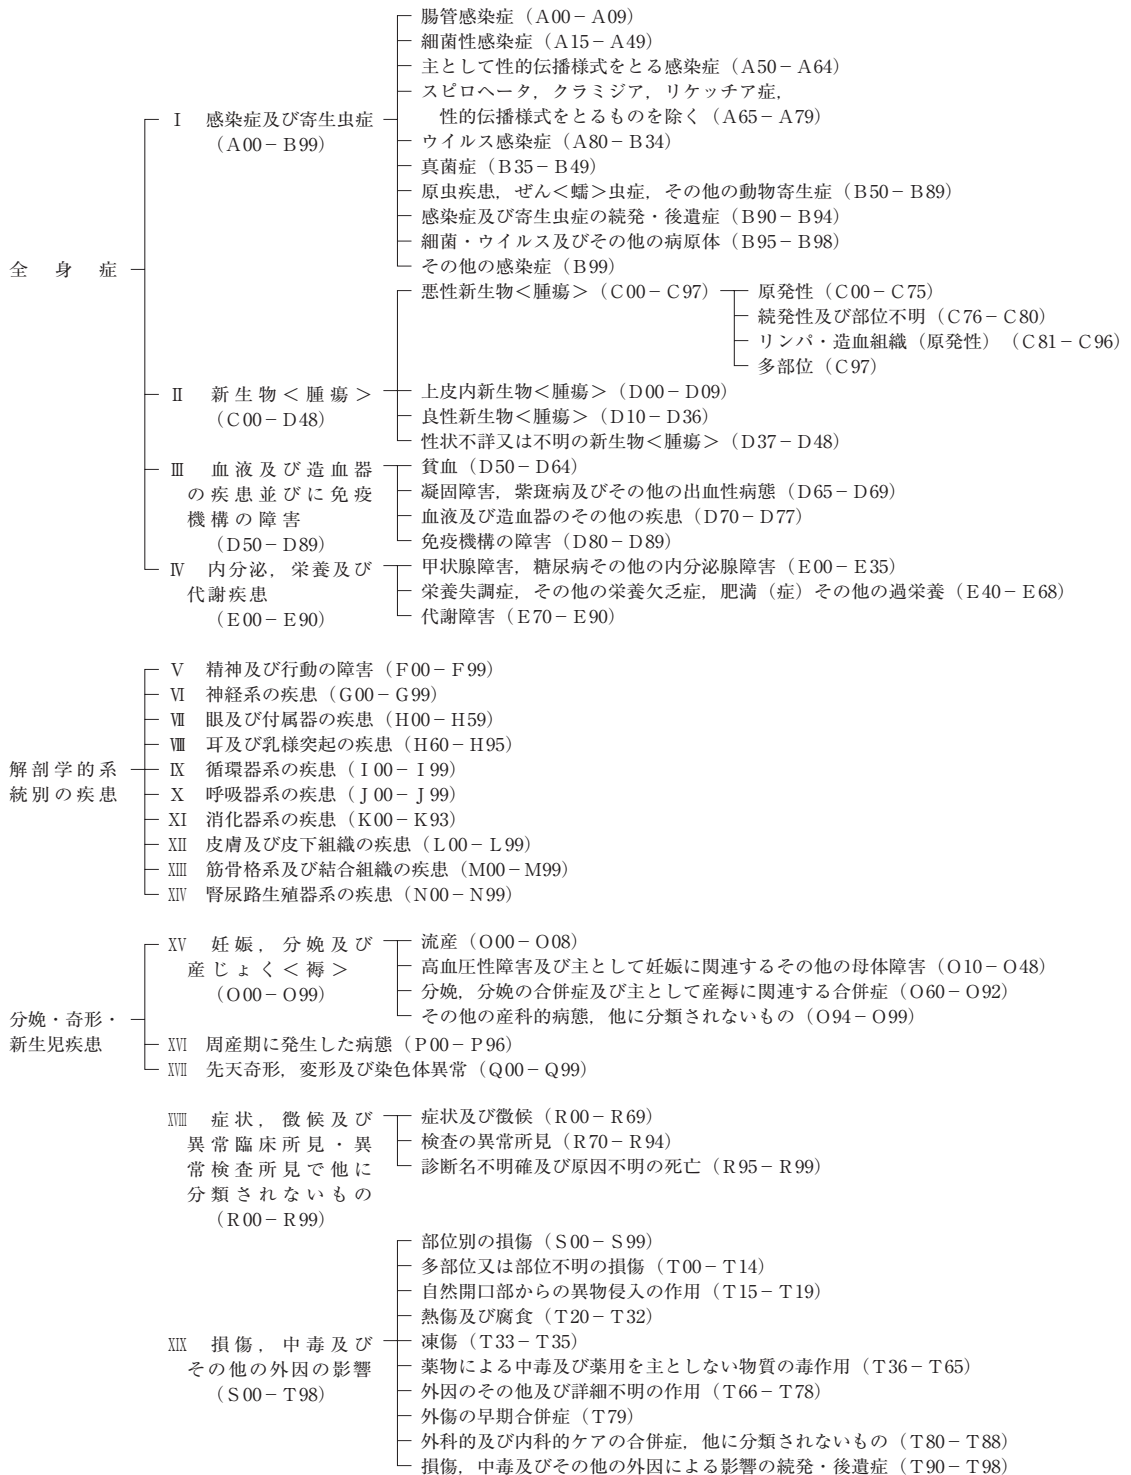 全身症
Ⅰ 感染症及び寄生虫症
(A00－B99)
腸管感染症(A00－A09)
細菌性感染症(A15－A49)
主として性的伝播様式をとる感染症(A50－A64)
スピロヘータ，クラミジア，リケッチア症，
性的伝播様式をとるものを除く(A65－A79)
ウイルス感染症(A80－B34)
真菌症(B35－B49)
原虫疾患，ぜん＜蠕＞虫症，その他の動物寄生症(B50－B89)
感染症及び寄生虫症の続発・後遺症(B90－B94)
細菌・ウイルス及びその他の病原体(B95－B98)
その他の感染症(B99)
Ⅱ 新生物＜腫瘍＞
(C00－D48)
悪性新生物＜腫瘍＞(C00－C97)
原発性(C00－C75)
続発性及び部位不明(C76－C80)
リンパ・造血組織(原発性)(C81－C96)
多部位(C97)
上皮内新生物＜腫瘍＞(D00－D09)
良性新生物＜腫瘍＞(D10－D36)
性状不詳又は不明の新生物＜腫瘍＞(D37－D48)
Ⅲ 血液及び造血器
の疾患並びに免疫
機構の障害
(D50－D89)
貧血(D50－D64)
凝固障害，紫斑病及びその他の出血性病態(D65－D69)
血液及び造血器のその他の疾患(D70－D77)
免疫機構の障害(D80－D89)
Ⅳ 内分泌，栄養及び
代謝疾患
(E00－E90)
甲状腺障害，糖尿病その他の内分泌腺障害(E00－E35)
栄養失調症，その他の栄養欠乏症，肥満(症)その他の過栄養(E40－E68)
代謝障害(E70－E90)
解剖学的系
統別の疾患
Ⅴ 精神及び行動の障害(F00－F99)
Ⅵ 神経系の疾患(G00－G99)
Ⅶ 眼及び付属器の疾患(H00－H59)
Ⅷ 耳及び乳様突起の疾患(H60－H95)
Ⅸ 循環器系の疾患(I00－I99)
Ⅹ 呼吸器系の疾患(J00－J99)
XI 消化器系の疾患(K00－K93)
XII 皮膚及び皮下組織の疾患(L00－L99)
XIII 筋骨格系及び結合組織の疾患(M00－M99)
XIV 腎尿路生殖器系の疾患(N00－N99)
分娩・奇形・
新生児疾患
XV 妊娠，分娩及び
産じょく＜褥＞
(O00－O99)
流産(O00－O08)
高血圧性障害及び主として妊娠に関連するその他の母体障害(O10－O48)
分娩，分娩の合併症及び主として産褥に関連する合併症(O60－O92)
その他の産科的病態，他に分類されないもの(O94－O99)
XVI 周産期に発生した病態(P00－P96)
XVII 先天奇形，変形及び染色体異常(Q00－Q99)
XVIII 症状，徴候及び
異常臨床所見・異
常検査所見で他に
分類されないもの
(R00－R99)
症状及び徴候(R00－R69)
検査の異常所見(R70－R94)
診断名不明確及び原因不明の死亡(R95－R99)
XIX 損傷，中毒及び
その他の外因の影響
(S00－T98)
部位別の損傷(S00－S99)
多部位又は部位不明の損傷(T00－T14)
自然開口部からの異物侵入の作用(T15－T19)
熱傷及び腐食(T20－T32)
凍傷(T33－T35)
薬物による中毒及び薬用を主としない物質の毒作用(T36－T65)
外因のその他及び詳細不明の作用(T66－T78)
外傷の早期合併症(T79)
外科的及び内科的ケアの合併症，他に分類されないもの(T80－T88)
損傷，中毒及びその他の外因による影響の続発・後遺症(T90－T98)